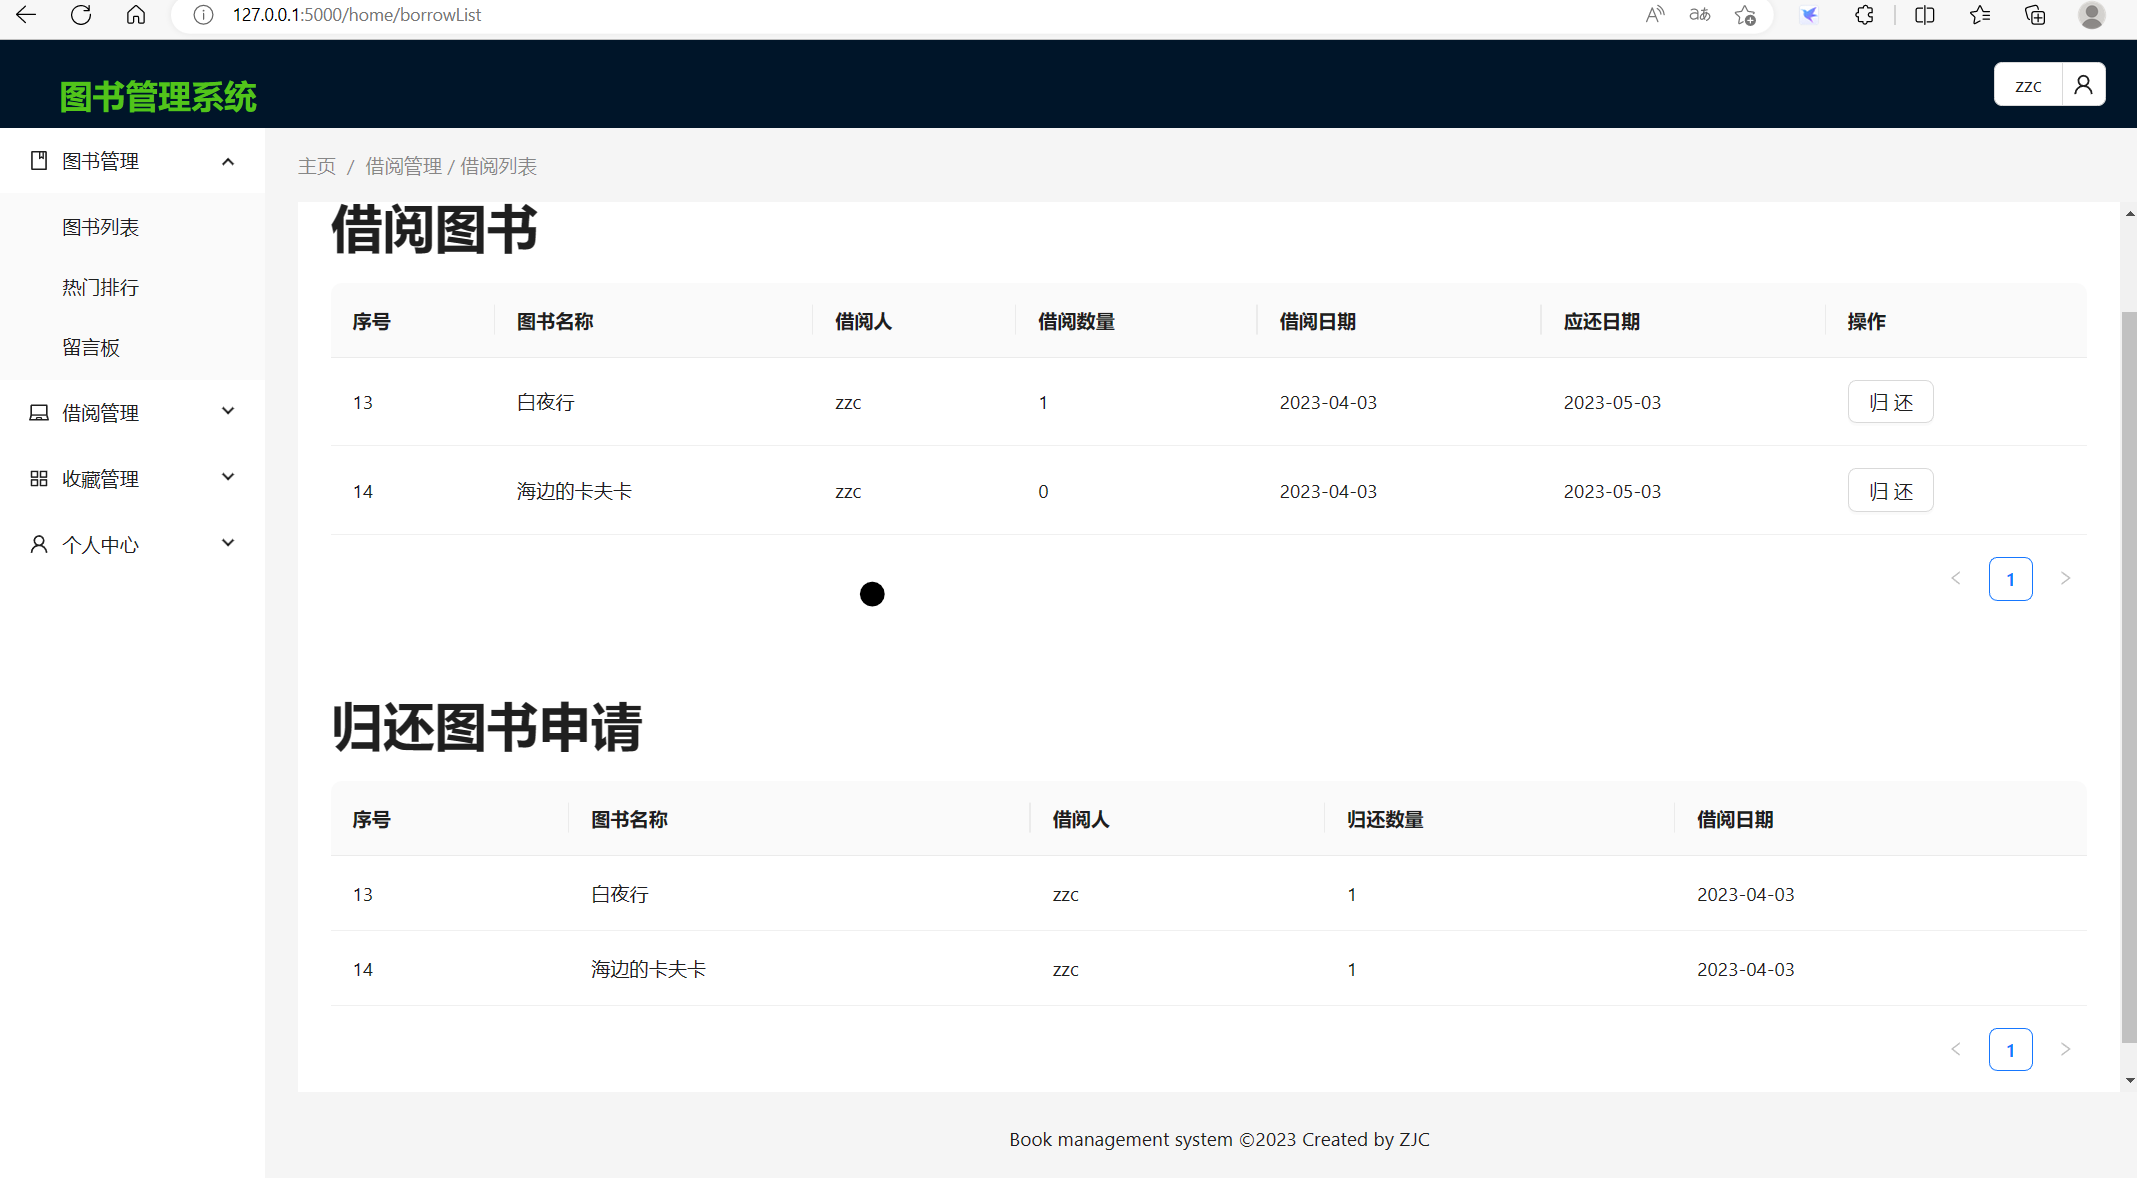 127.0.0.1:5000/home/borrowList
图书管理系统
zzc
图书管理
图书列表
热门排行
留言板
借阅管理
收藏管理
个人中心
主页 / 借阅管理 / 借阅列表
借阅图书
序号 图书名称 借阅人 借阅数量 借阅日期 应还日期 操作
13 白夜行 zzc 1 2023-04-03 2023-05-03 归 还
14 海边的卡夫卡 zzc 0 2023-04-03 2023-05-03 归 还
< 1 >
归还图书申请
序号 图书名称 借阅人 归还数量 借阅日期
13 白夜行 zzc 1 2023-04-03
14 海边的卡夫卡 zzc 1 2023-04-03
< 1 >
Book management system ©2023 Created by ZJC